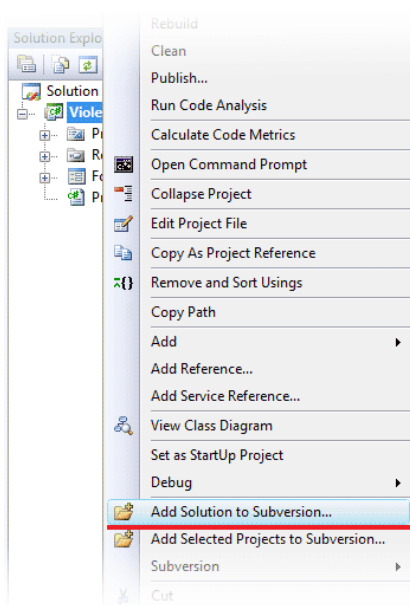 Rebuild
Solution Explo
Clean
Publish...
Solution
Run Code Analysis
Viole
Calculate Code Metrics
Open Command Prompt
Collapse Project
Edit Project File
Copy As Project Reference
Remove and Sort Usings
Copy Path
Add
Add Reference...
Add Service Reference...
View Class Diagram
Set as StartUp Project
Debug
Add Solution to Subversion...
Add Selected Projects to Subversion...
Subversion
Cut